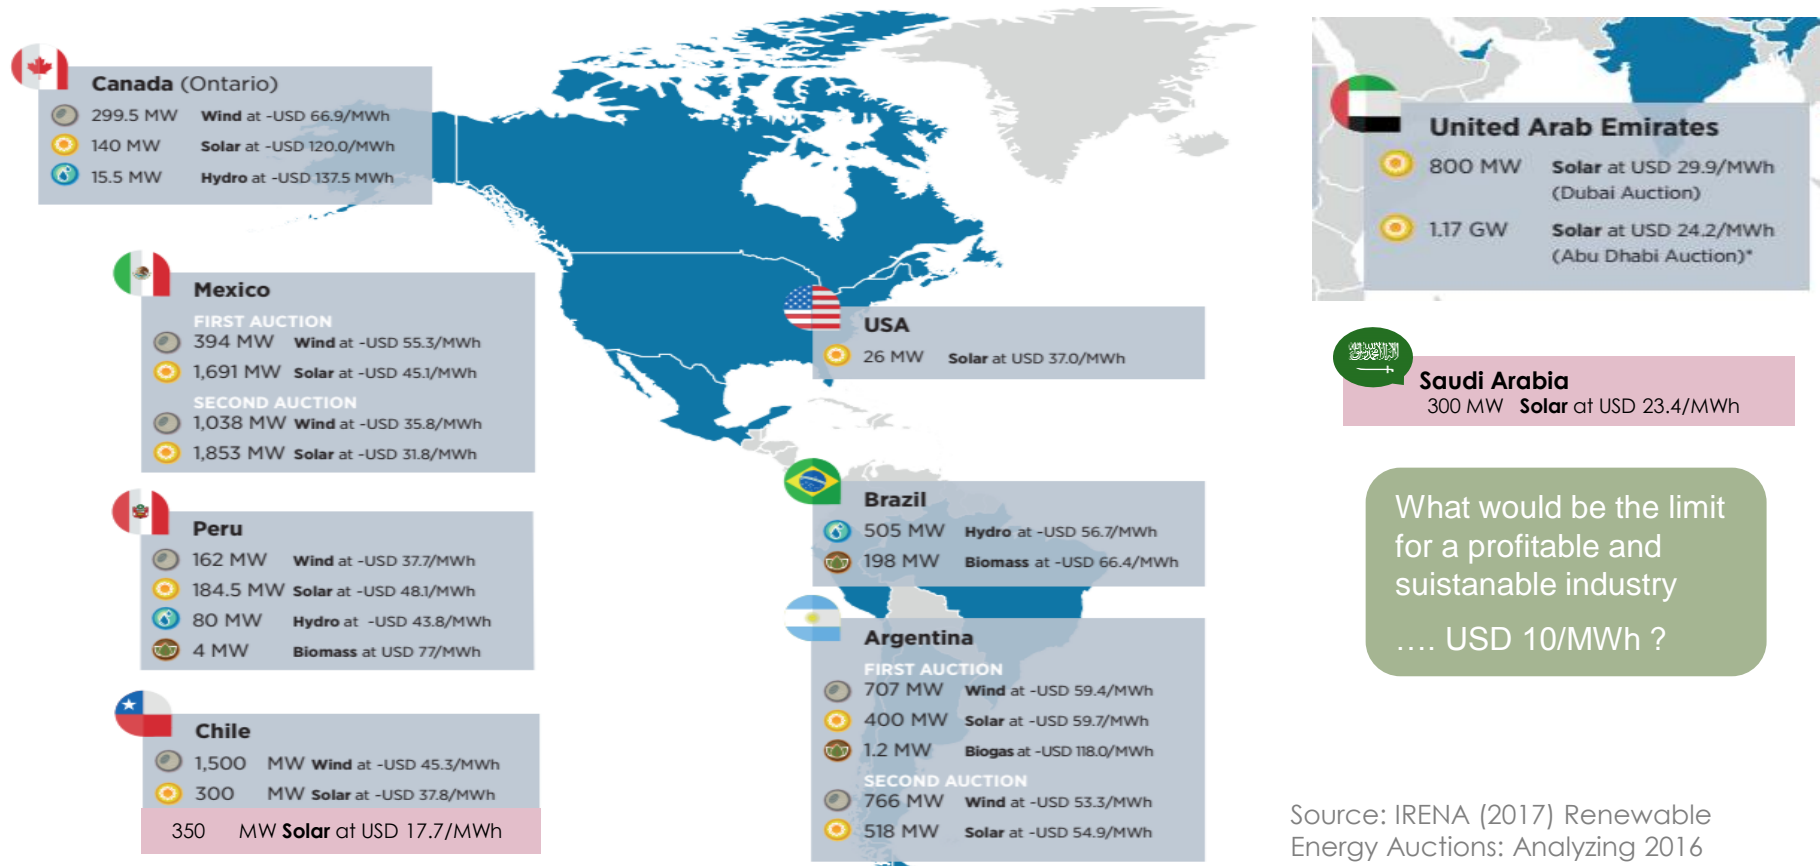 Canada (Ontario)
299.5 MW Wind at -USD 66.9/MWh
140 MW Solar at -USD 120.0/MWh
15.5 MW Hydro at -USD 137.5 MWh
Mexico
FIRST AUCTION
394 MW Wind at -USD 55.3/MWh
1,691 MW Solar at -USD 45.1/MWh
SECOND AUCTION
1,038 MW Wind at -USD 35.8/MWh
1,853 MW Solar at -USD 31.8/MWh
Peru
162 MW Wind at -USD 37.7/MWh
184.5 MW Solar at -USD 48.1/MWh
80 MW Hydro at -USD 43.8/MWh
4 MW Biomass at USD 77/MWh
Chile
1,500 MW Wind at -USD 45.3/MWh
300 MW Solar at -USD 37.8/MWh
350 MW Solar at USD 17.7/MWh
USA
26 MW Solar at USD 37.0/MWh
Brazil
505 MW Hydro at -USD 56.7/MWh
198 MW Biomass at -USD 66.4/MWh
Argentina
FIRST AUCTION
707 MW Wind at -USD 59.4/MWh
400 MW Solar at -USD 59.7/MWh
1.2 MW Biogas at -USD 118.0/MWh
SECOND AUCTION
766 MW Wind at -USD 53.3/MWh
518 MW Solar at -USD 54.9/MWh
United Arab Emirates
800 MW Solar at USD 29.9/MWh
(Dubai Auction)
1.17 GW Solar at USD 24.2/MWh
(Abu Dhabi Auction)*
Saudi Arabia
300 MW Solar at USD 23.4/MWh
What would be the limit
for a profitable and
suistanable industry
.... USD 10/MWh ?
Source: IRENA (2017) Renewable
Energy Auctions: Analyzing 2016